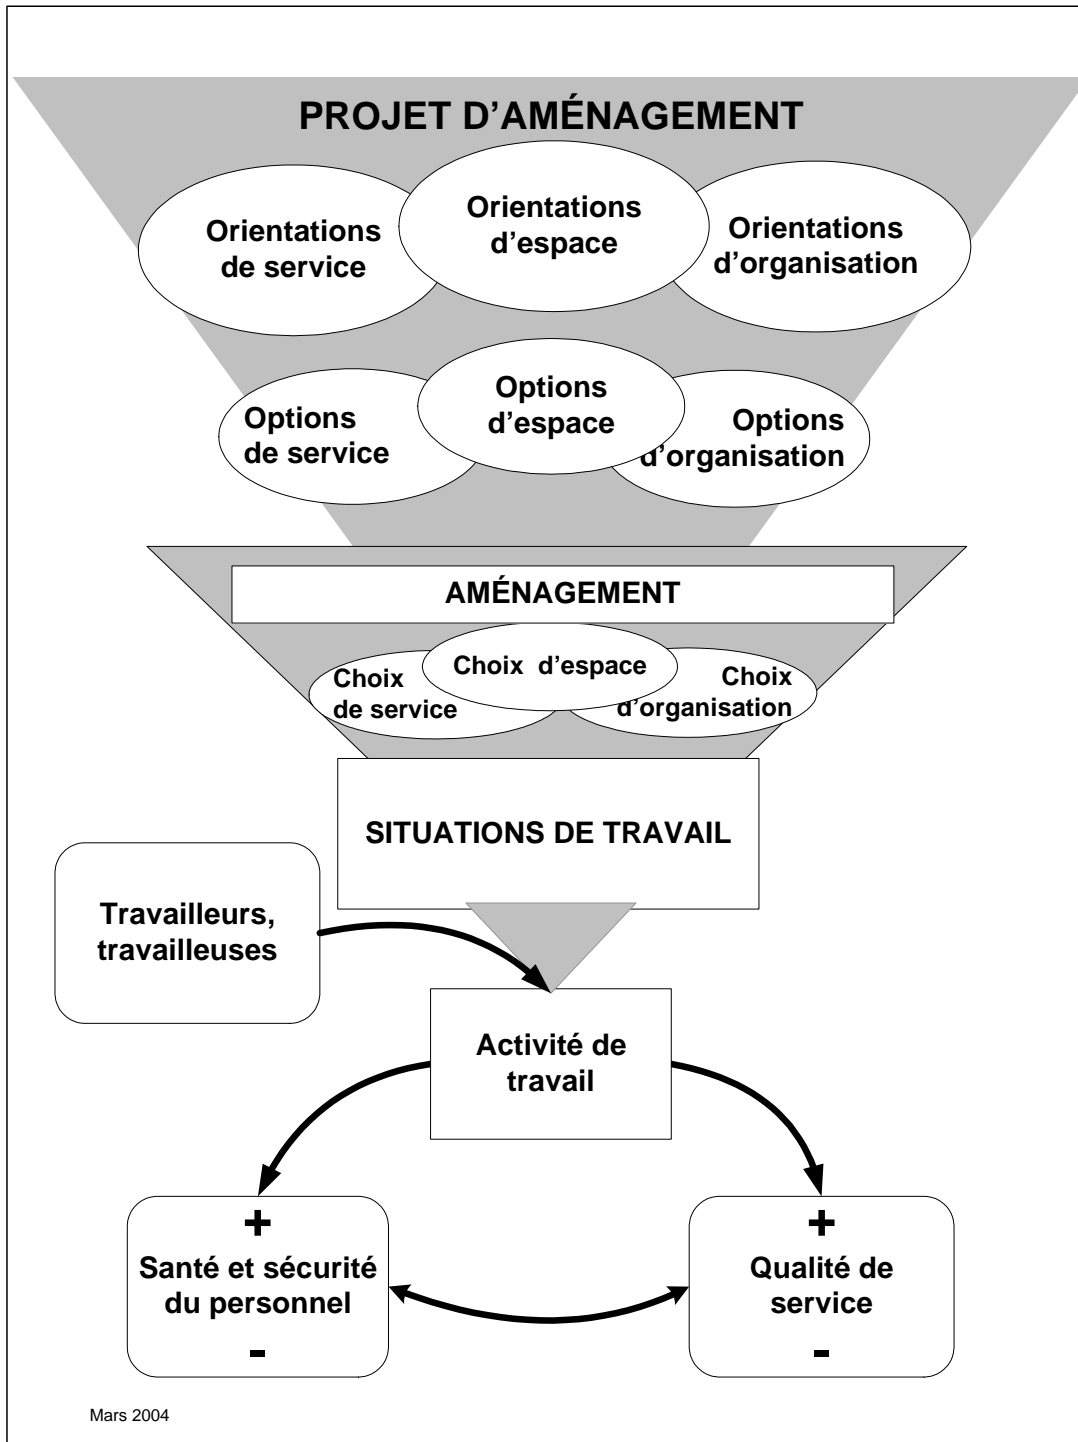 PROJET D’AMÉNAGEMENT
Orientations
de service
Orientations
d’espace
Orientations
d’organisation
Options
de service
Options
d’espace
Options
d’organisation
AMÉNAGEMENT
Choix
de service
Choix d’espace
Choix
d’organisation
SITUATIONS DE TRAVAIL
Travailleurs,
travailleuses
Activité de
travail
+
Santé et sécurité
du personnel
-
+
Qualité de
service
-
Mars 2004